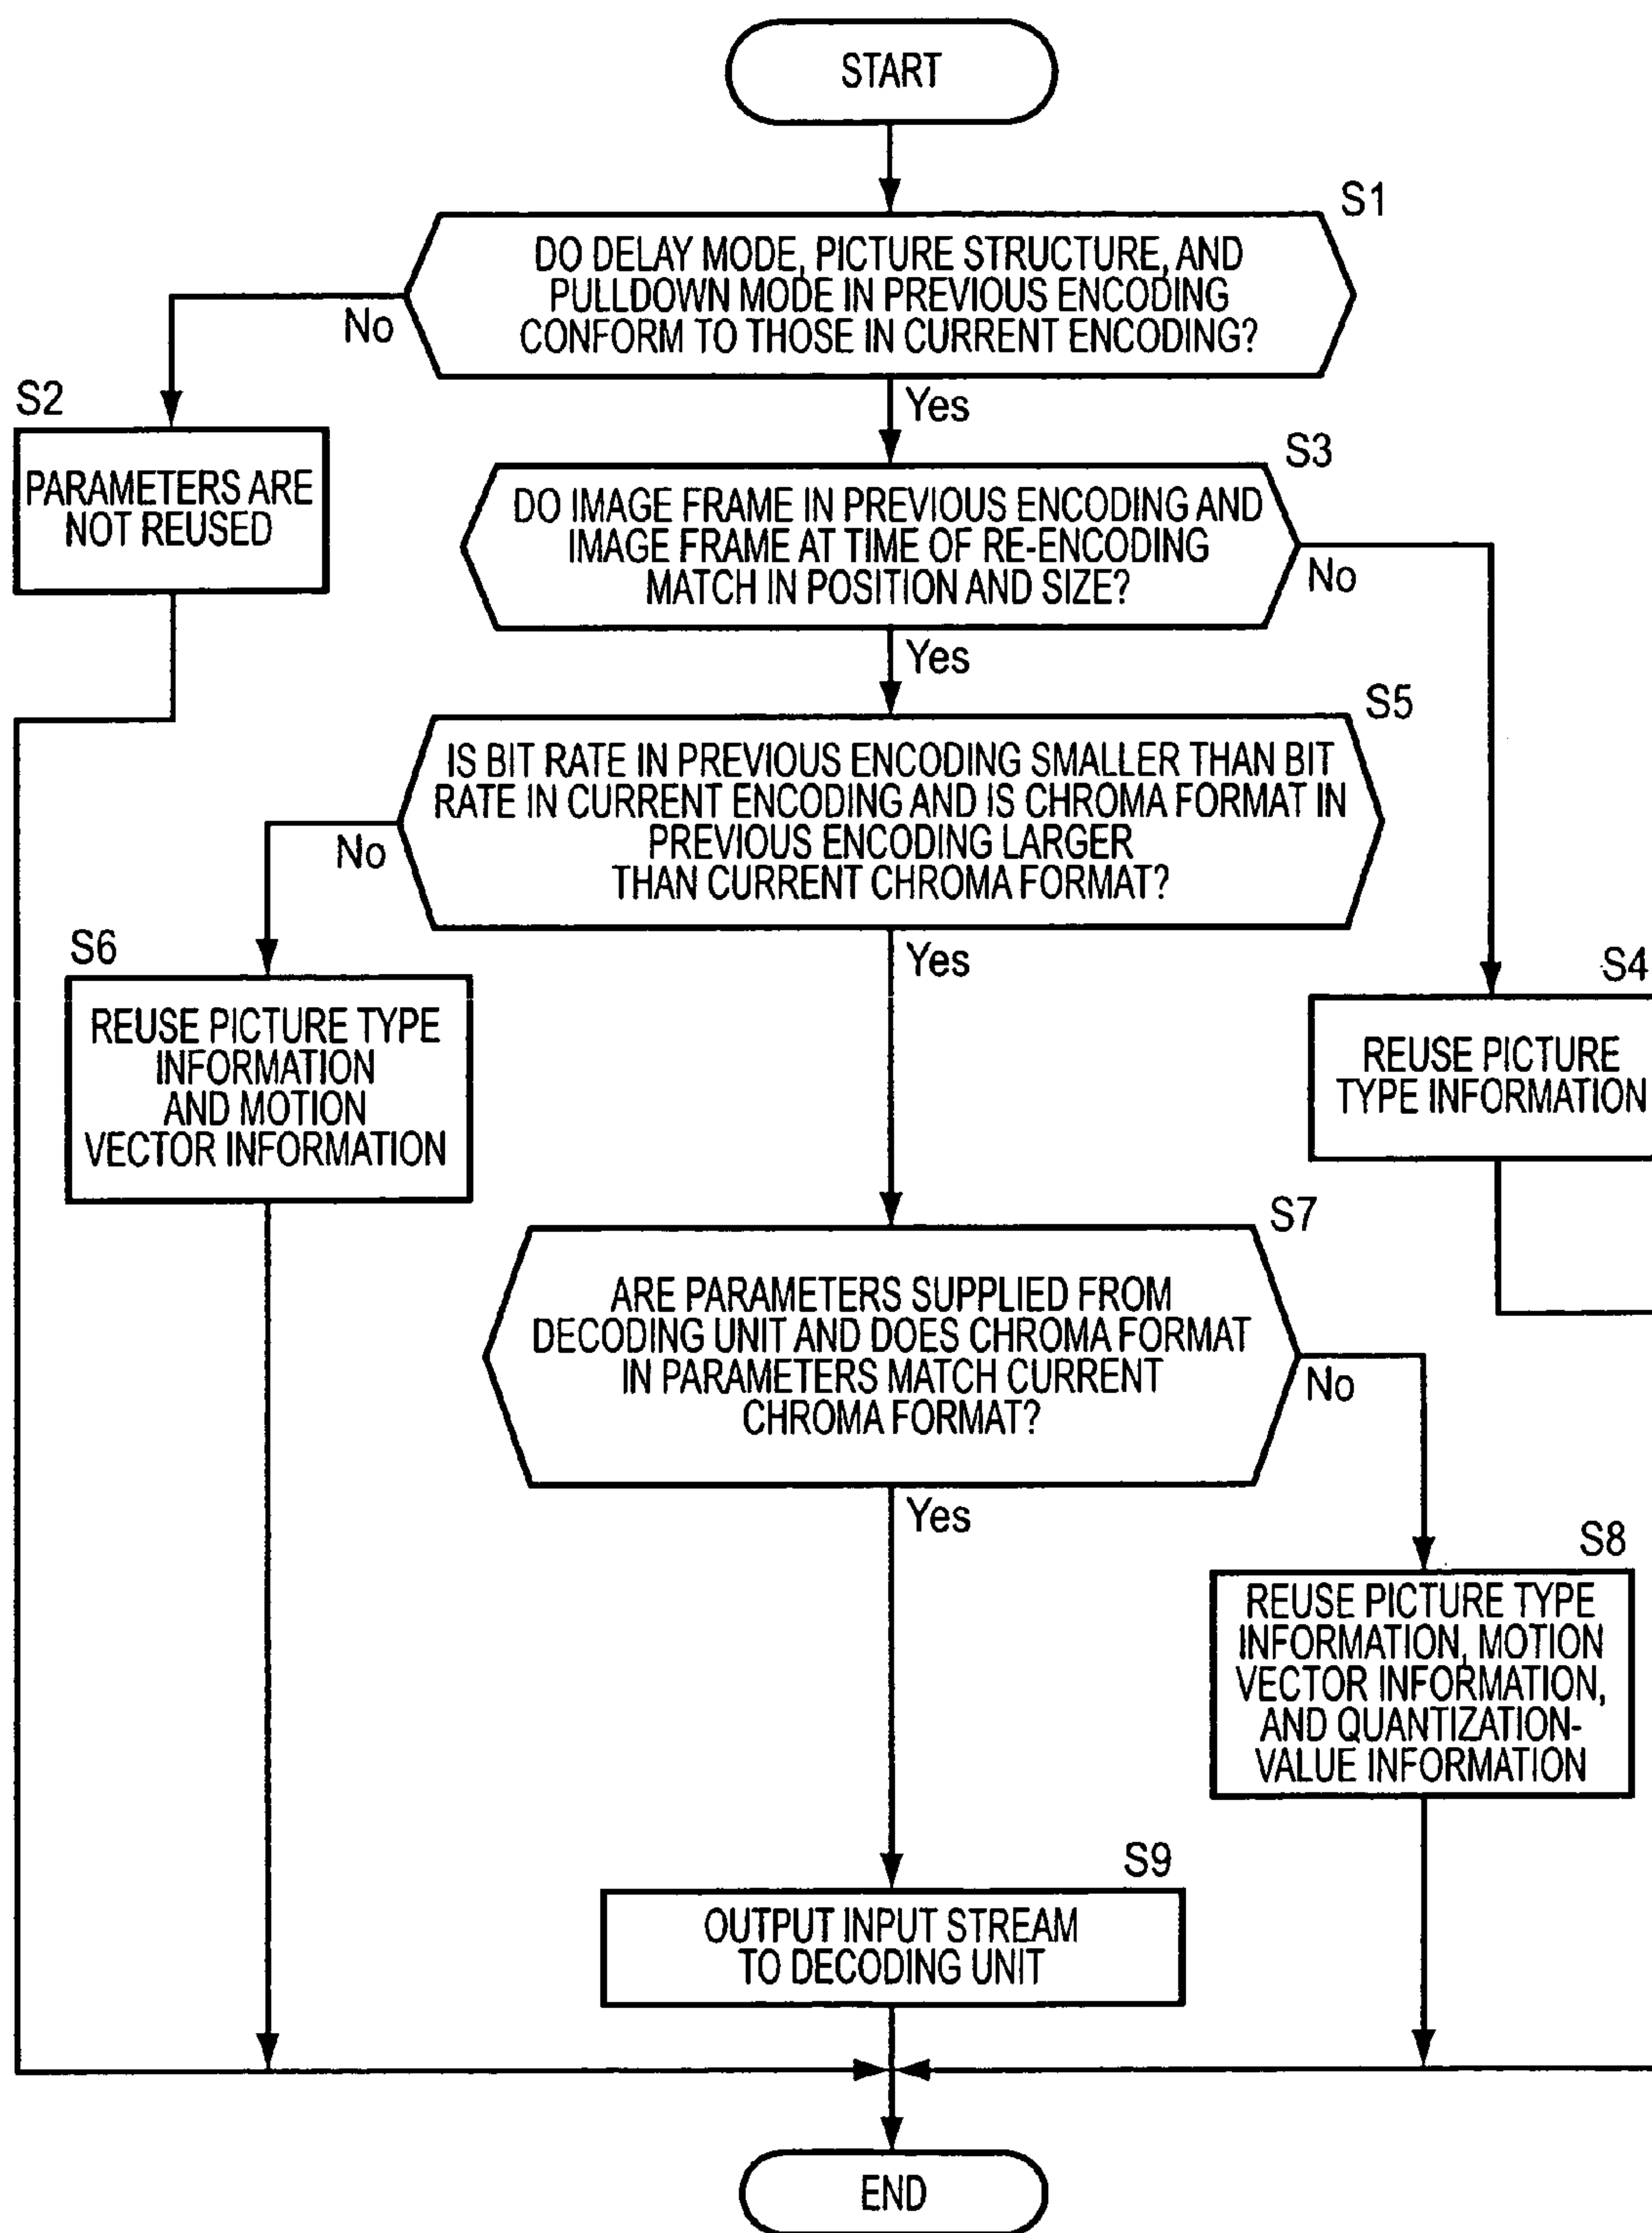 START
S1
DO DELAY MODE, PICTURE STRUCTURE, AND
PULLDOWN MODE IN PREVIOUS ENCODING
CONFORM TO THOSE IN CURRENT ENCODING?
No
Yes
S2
PARAMETERS ARE
NOT REUSED
S3
DO IMAGE FRAME IN PREVIOUS ENCODING AND
IMAGE FRAME AT TIME OF RE-ENCODING
MATCH IN POSITION AND SIZE?
No
Yes
S5
IS BIT RATE IN PREVIOUS ENCODING SMALLER THAN BIT
RATE IN CURRENT ENCODING AND IS CHROMA FORMAT IN
PREVIOUS ENCODING LARGER
THAN CURRENT CHROMA FORMAT?
No
Yes
S6
REUSE PICTURE TYPE
INFORMATION
AND MOTION
VECTOR INFORMATION
S4
REUSE PICTURE
TYPE INFORMATION
S7
ARE PARAMETERS SUPPLIED FROM
DECODING UNIT AND DOES CHROMA FORMAT
IN PARAMETERS MATCH CURRENT
CHROMA FORMAT?
No
Yes
S8
REUSE PICTURE TYPE
INFORMATION, MOTION
VECTOR INFORMATION,
AND QUANTIZATION-
VALUE INFORMATION
S9
OUTPUT INPUT STREAM
TO DECODING UNIT
END